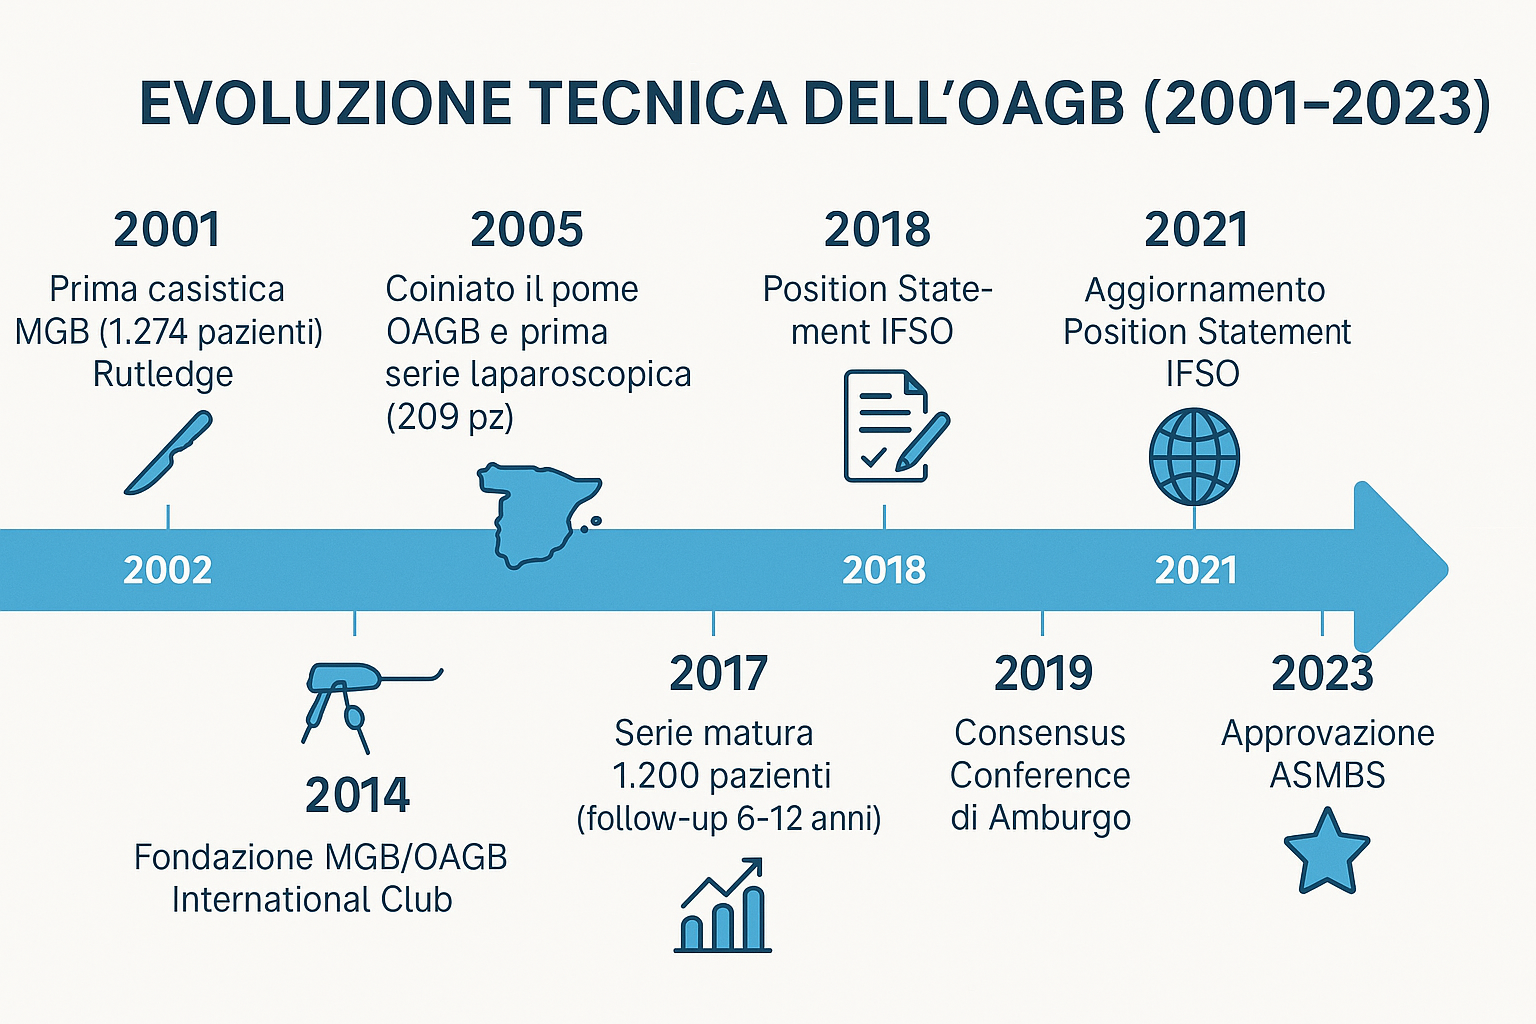 EVOLUZIONE TECNICA DELL’OAGB (2001–2023)
2001
Prima casistica
MGB (1.274 pazienti)
Rutledge
2005
Coiniato il pome
OAGB e prima
serie laparoscopica
(209 pz)
2018
Position State-
ment IFSO
2021
Aggiornamento
Position Statement
IFSO
2002
2018
2021
2014
Fondazione MGB/OAGB
International Club
2017
Serie matura
1.200 pazienti
(follow-up 6-12 anni)
2019
Consensus
Conference
di Amburgo
2023
Approvazione
ASMBS